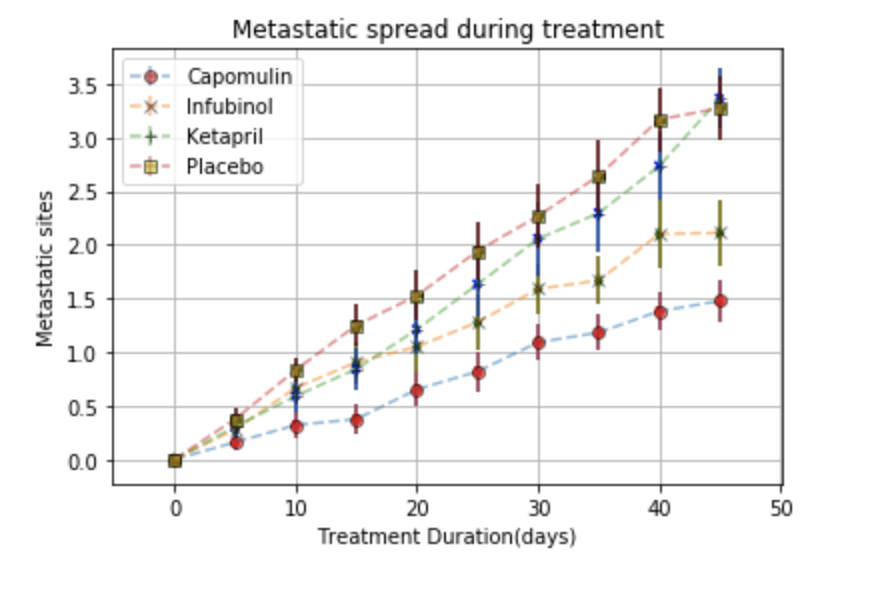 Metastatic spread during treatment
Capomulin
Infubinol
Ketapril
Placebo
3.5
3.0
2.5
2.0
1.5
1.0
0.5
0.0
Metastatic sites
0 10 20 30 40 50
Treatment Duration(days)